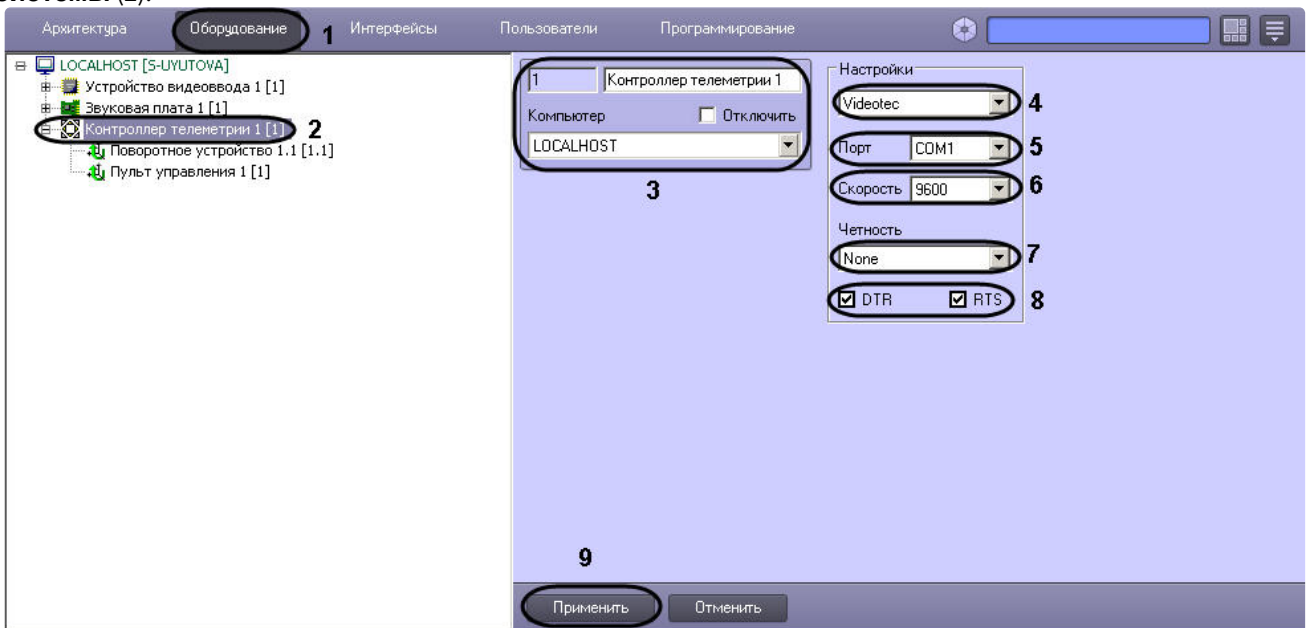 Архитектура Оборудование 1 Интерфейсы Пользователи Программирование
LOCALHOST [S-UYUTOVA]
Устройство видеоввода 1 [1]
Звуковая плата 1 [1]
Контроллер телеметрии 1 [1] 2
Поворотное устройство 1.1 [1.1]
Пульт управления 1 [1]
1 Контроллер телеметрии 1
Компьютер Отключить
LOCALHOST
3
Настройки
Videotec 4
Порт COM1 5
Скорость 9600 6
Четность
None 7
DTR RTS 8
9
Применить Отменить